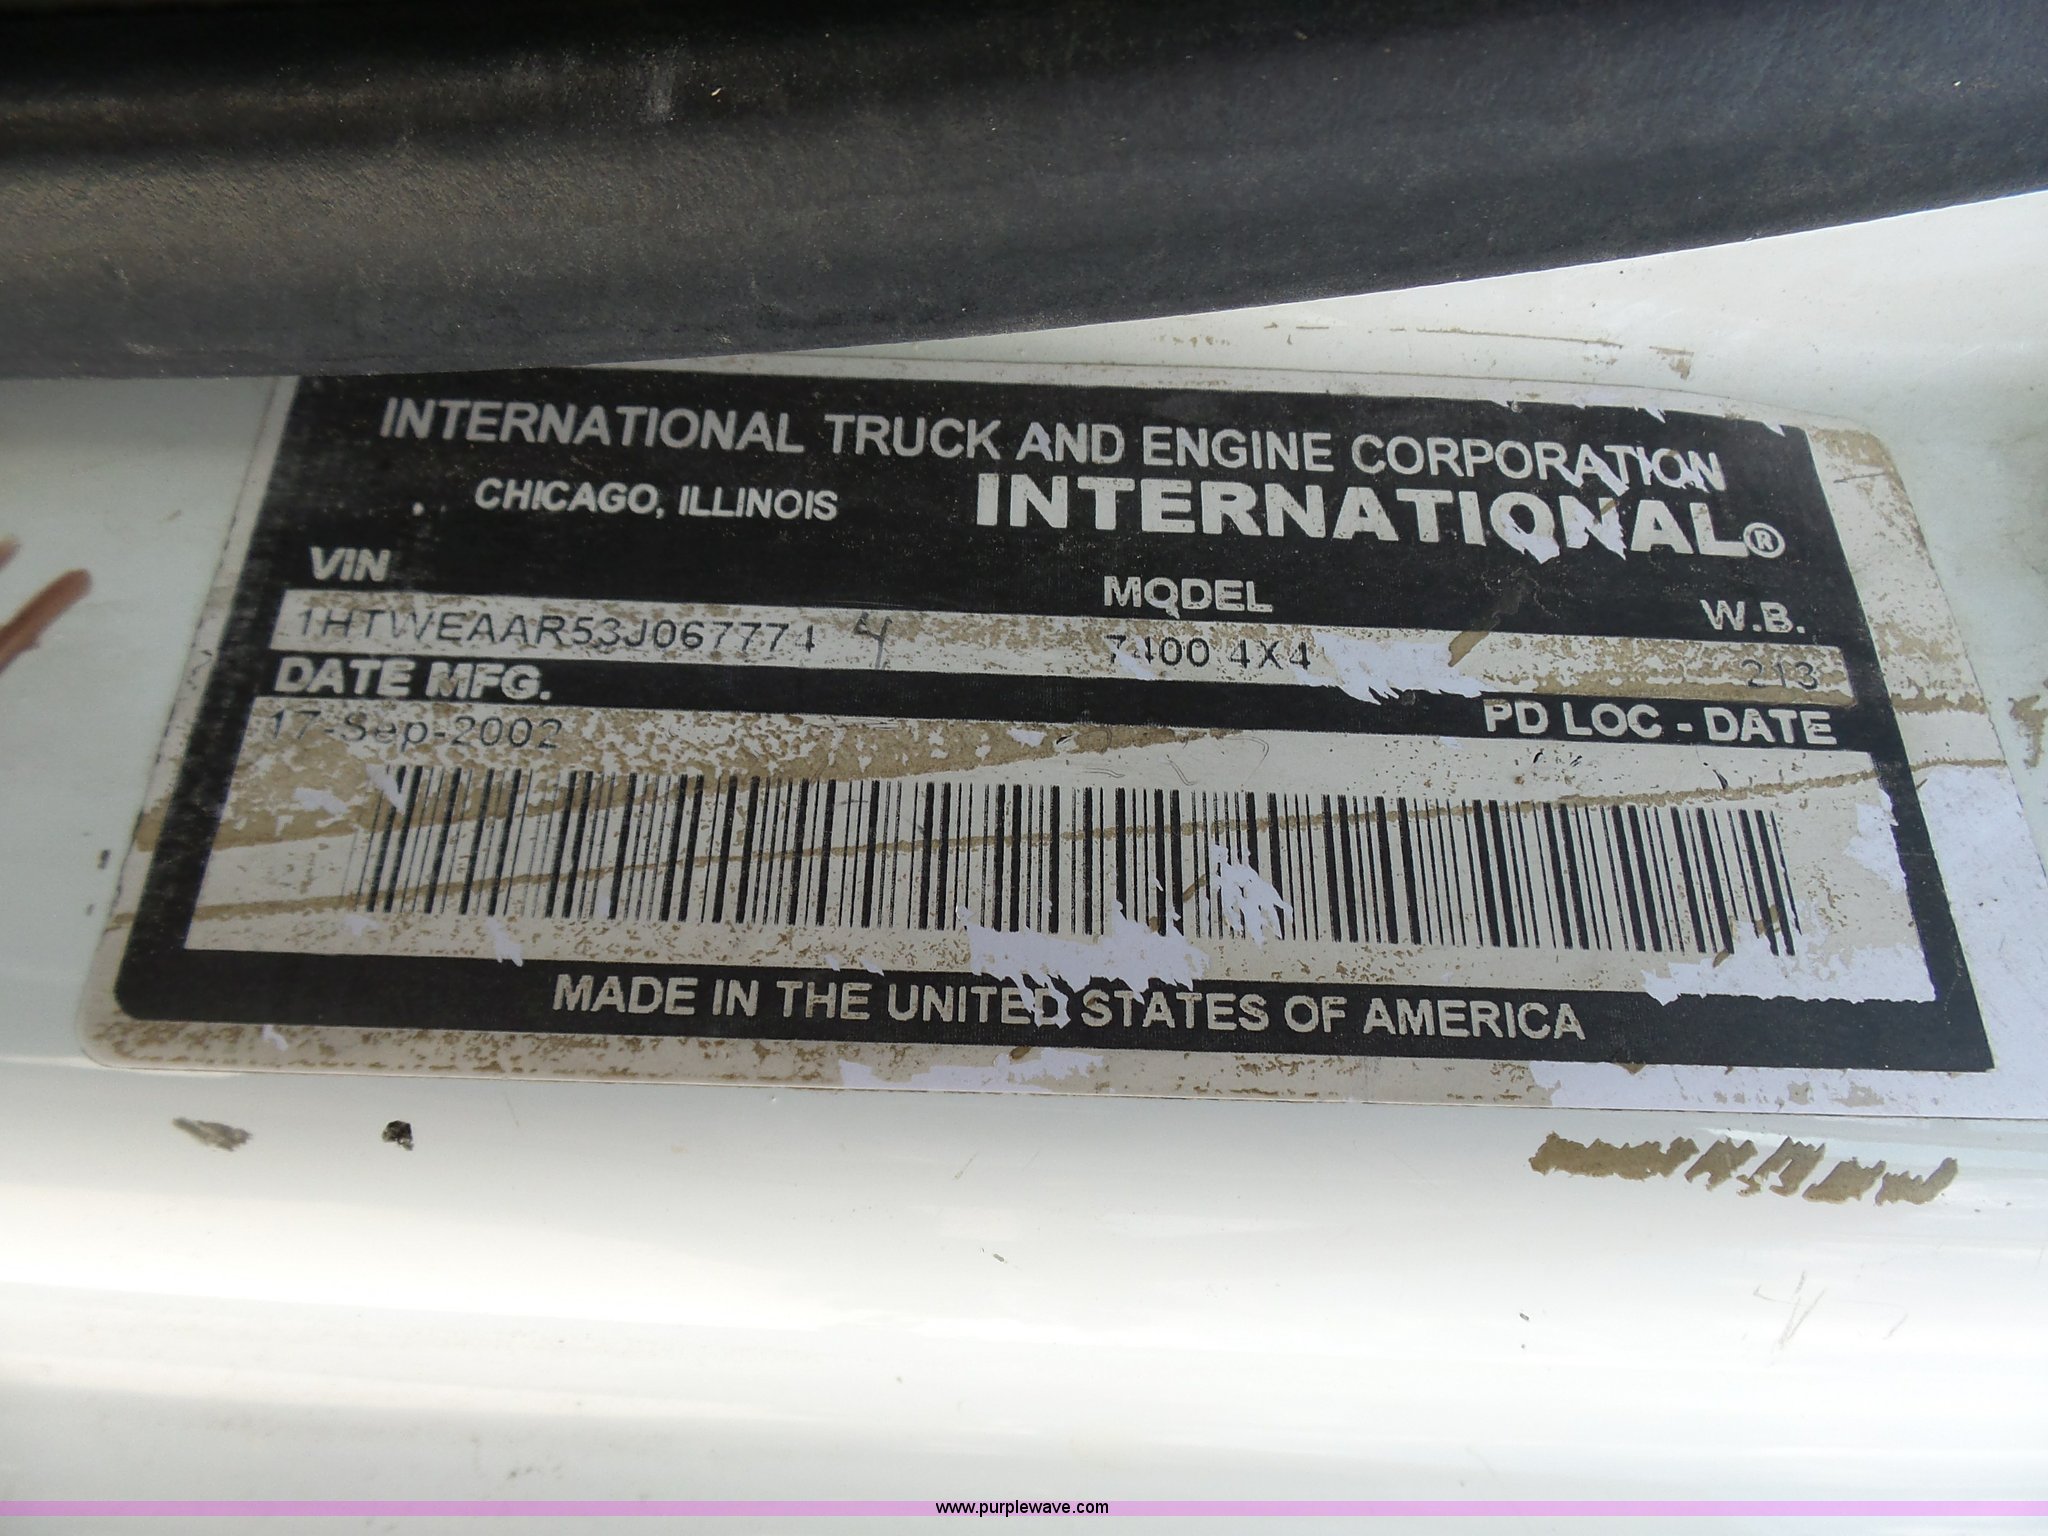 INTERNATIONAL TRUCK AND ENGINE CORPORATION
CHICAGO, ILLINOIS INTERNATIONAL®
VIN MODEL W.B.
1HTWEAAR53J067774 4 7400 4X4 213
DATE MFG. PD LOC - DATE
17-Sep-2002
MADE IN THE UNITED STATES OF AMERICA
www.purplewave.com